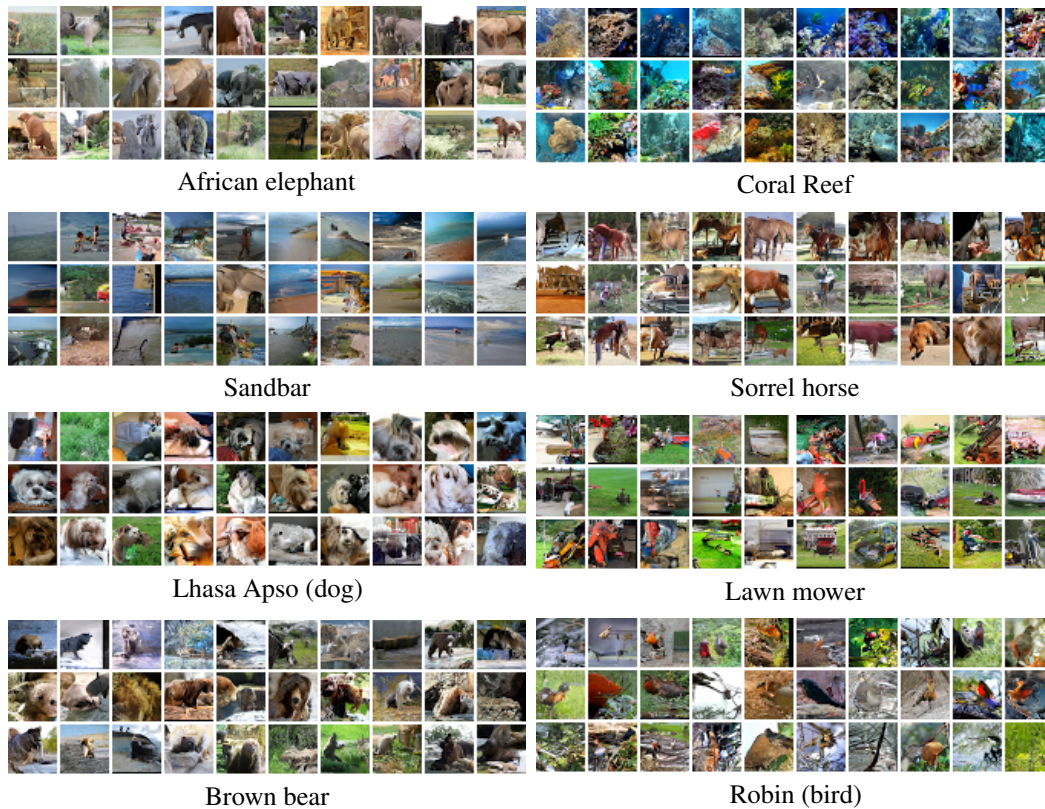 African elephant
Coral Reef
Sandbar
Sorrel horse
Lhasa Apso (dog)
Lawn mower
Brown bear
Robin (bird)